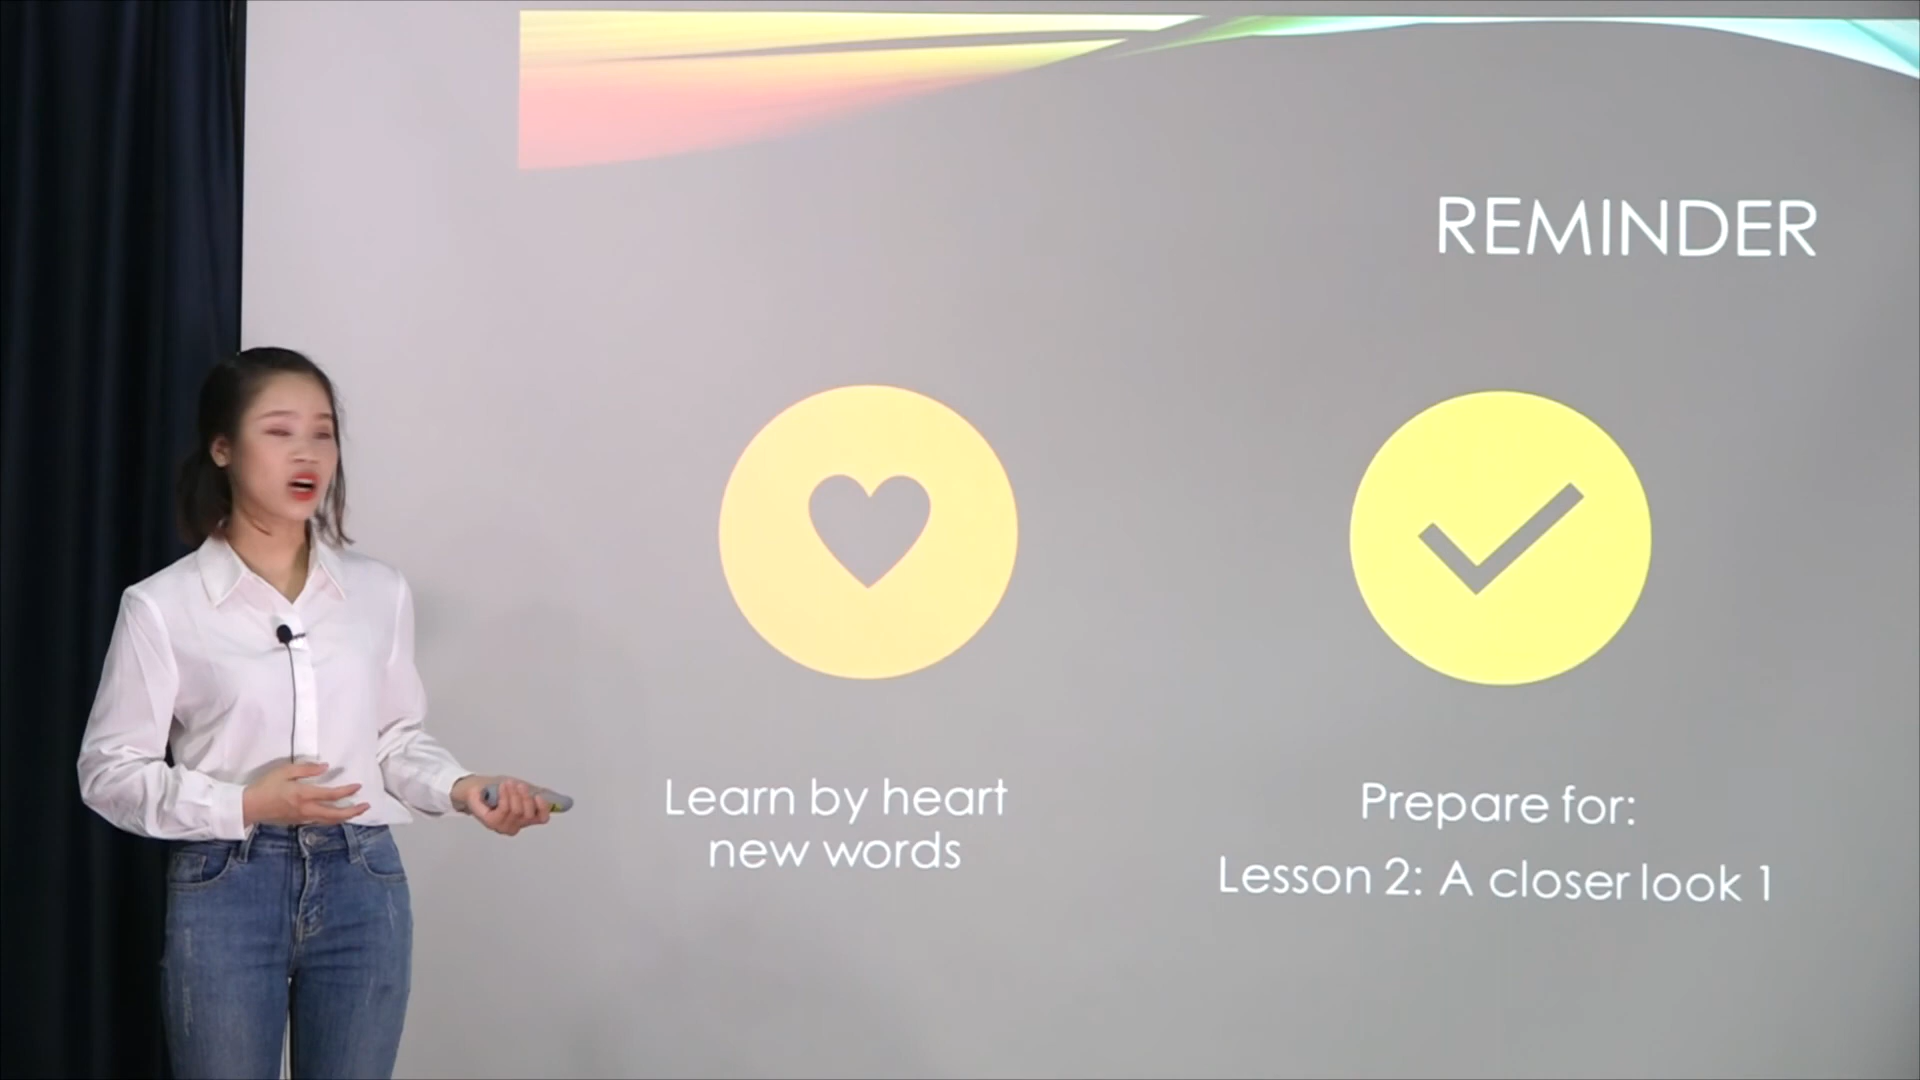 REMINDER
Learn by heart
new words
Prepare for:
Lesson 2: A closer look 1